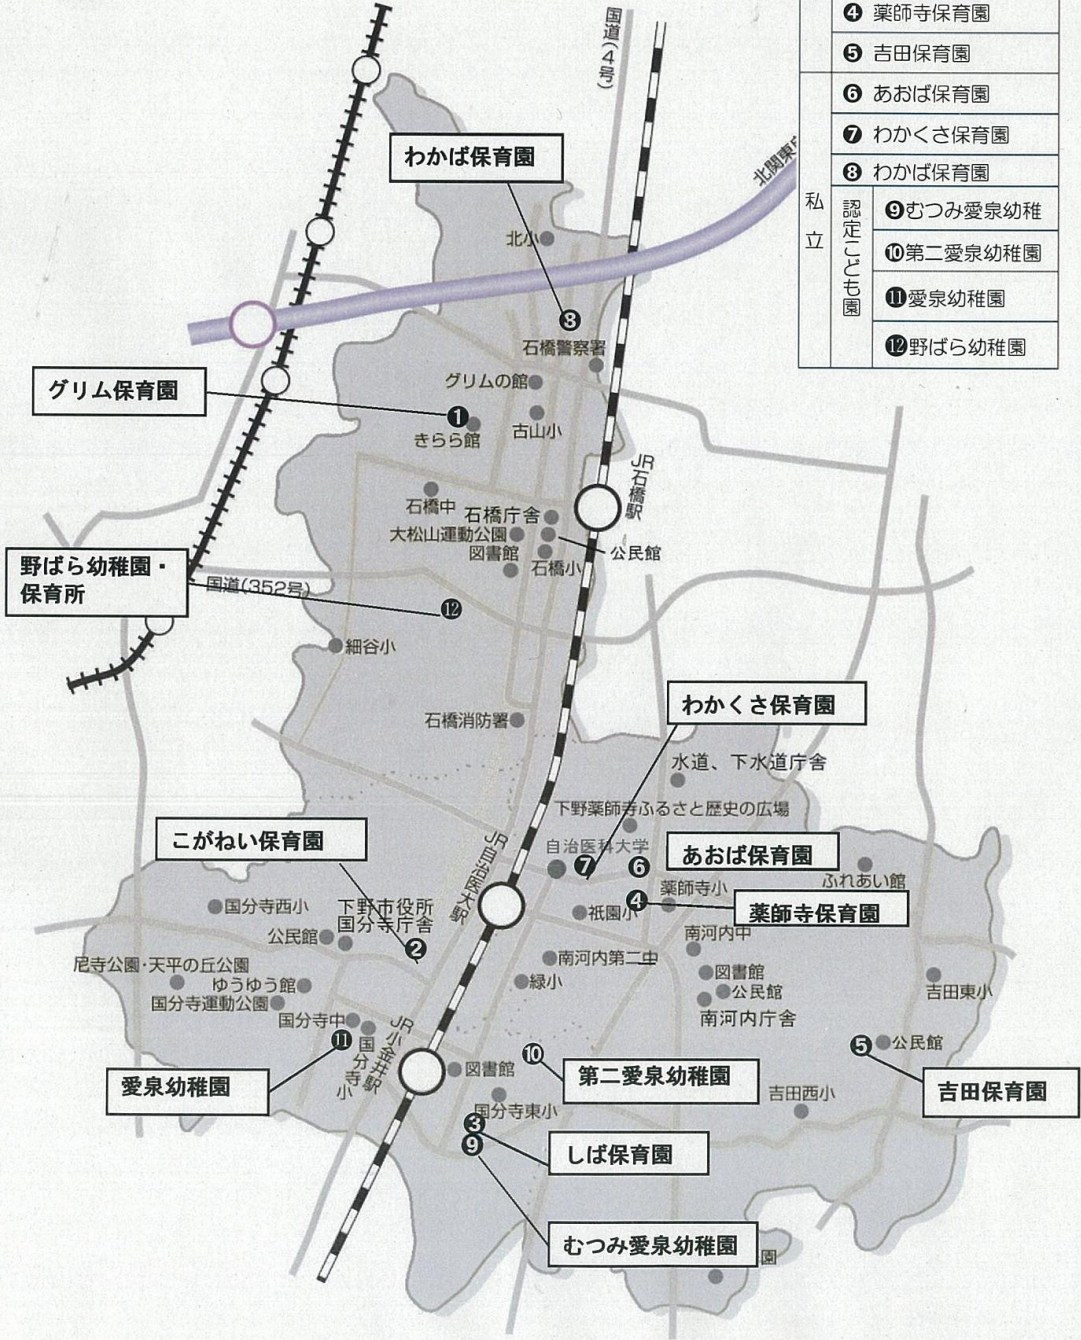 ❹ 薬師寺保育園
❺ 吉田保育園
私立
❻ あおば保育園
❼ わかくさ保育園
❽ わかば保育園
認定こども園
❾むつみ愛泉幼稚
❿第二愛泉幼稚園
⓫愛泉幼稚園
⓬野ばら幼稚園
国道(4号)
わかば保育園
北関東
北小
❽
石橋警察署
グリムの館
グリム保育園
❶
きらら館
古山小
JR石橋駅
石橋中
石橋庁舎
大松山運動公園
図書館
公民館
石橋小
野ばら幼稚園・
保育所
国道(352号)
⓬
細谷小
わかくさ保育園
石橋消防署
水道、下水道庁舎
下野薬師寺ふるさと歴史の広場
こがねい保育園
JR自治医大駅
自治医科大学
❼
❻
あおば保育園
ふれあい館
薬師寺小
❹
薬師寺保育園
祇園小
国分寺西小
下野市役所
国分寺庁舎
公民館
❷
南河内中
南河内第二中
尼寺公園・天平の丘公園
ゆうゆう館
国分寺運動公園
緑小
図書館
公民館
南河内庁舎
吉田東小
国分寺中
⓫
国分寺小
JR小金井駅
❺
公民館
愛泉幼稚園
図書館
❿
第二愛泉幼稚園
吉田保育園
吉田西小
国分寺東小
❸
❾
しば保育園
むつみ愛泉幼稚園
園